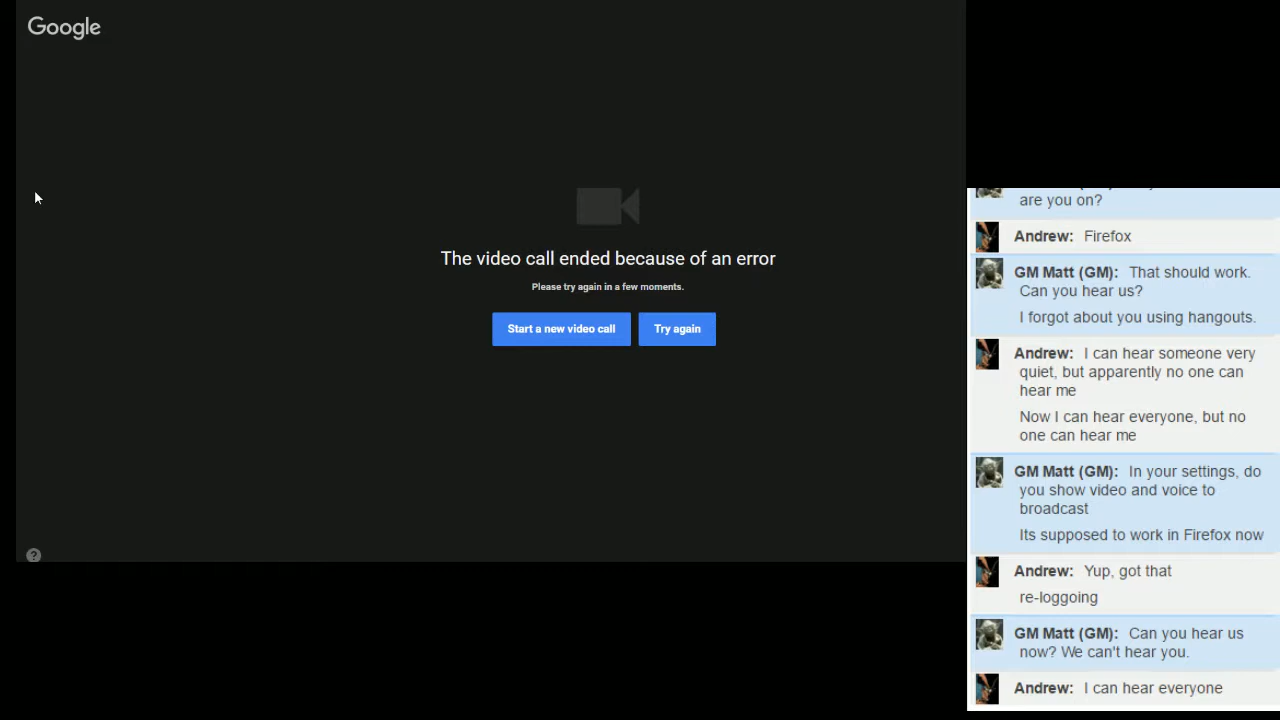 Google
The video call ended because of an error
Please try again in a few moments.
Start a new video call
Try again
?
are you on?
Andrew: Firefox
GM Matt (GM): That should work.
Can you hear us?
I forgot about you using hangouts.
Andrew: I can hear someone very
quiet, but apparently no one can
hear me
Now I can hear everyone, but no
one can hear me
GM Matt (GM): In your settings, do
you show video and voice to
broadcast
Its supposed to work in Firefox now
Andrew: Yup, got that
re-loggoing
GM Matt (GM): Can you hear us
now? We can't hear you.
Andrew: I can hear everyone